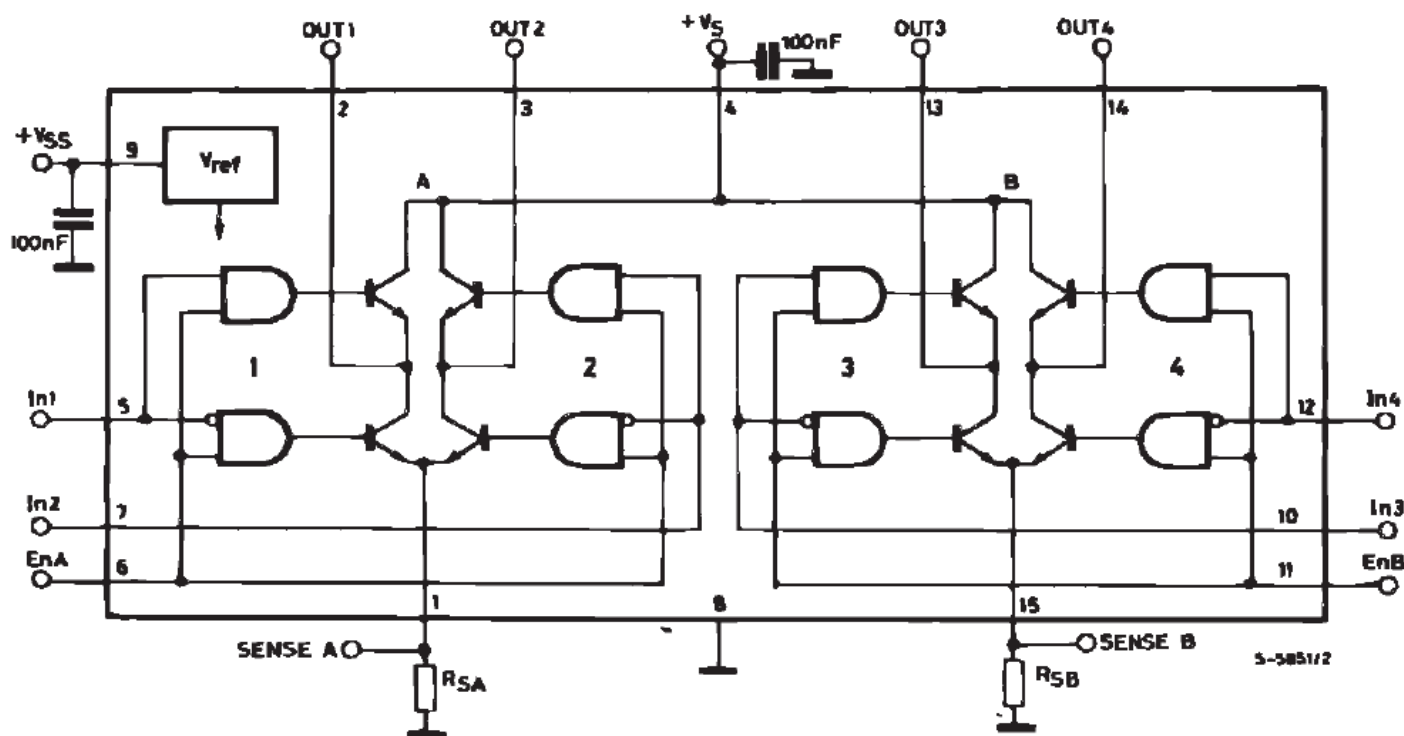 OUT1 OUT2 +VS 100nF OUT3 OUT4
2 3 4 13 14
+VSS 9 Vref
A B
100nF
1 2 3 4
In1 5 12 In4
In2 7 10 In3
EnA 6 11 EnB
1 8 15
SENSE A SENSE B
S-5851/2
RSA RSB